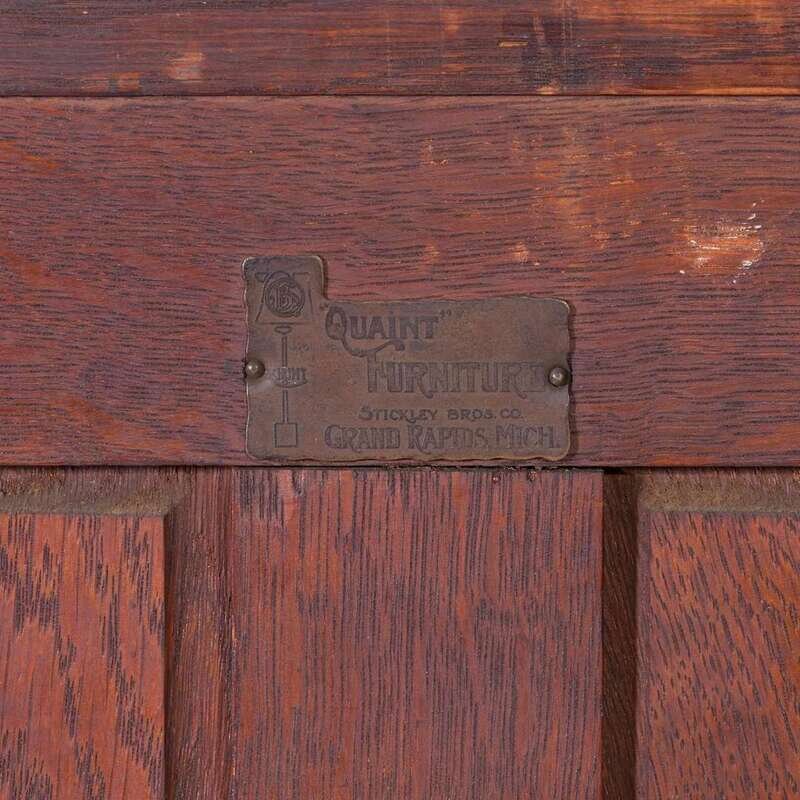 "QUAINT"
FURNITURE
STICKLEY BROS. CO.
GRAND RAPIDS, MICH.